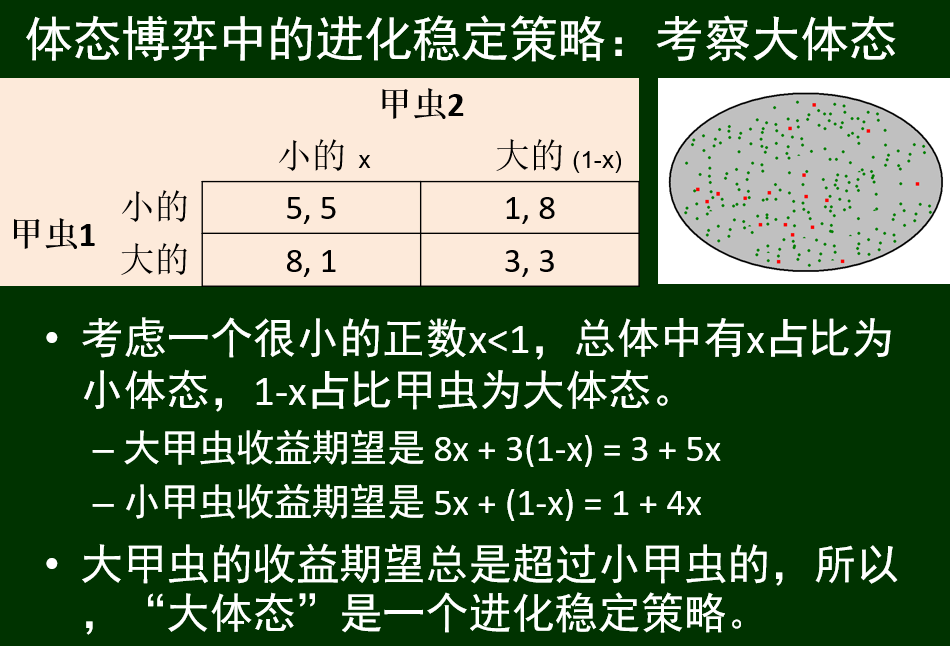 体态博弈中的进化稳定策略：考察大体态
甲虫2
小的 x 大的 (1-x)
甲虫1
小的 5, 5 1, 8
大的 8, 1 3, 3
• 考虑一个很小的正数x<1，总体中有x占比为
小体态，1-x占比甲虫为大体态。
– 大甲虫收益期望是 8x + 3(1-x) = 3 + 5x
– 小甲虫收益期望是 5x + (1-x) = 1 + 4x
• 大甲虫的收益期望总是超过小甲虫的，所以
，“大体态”是一个进化稳定策略。